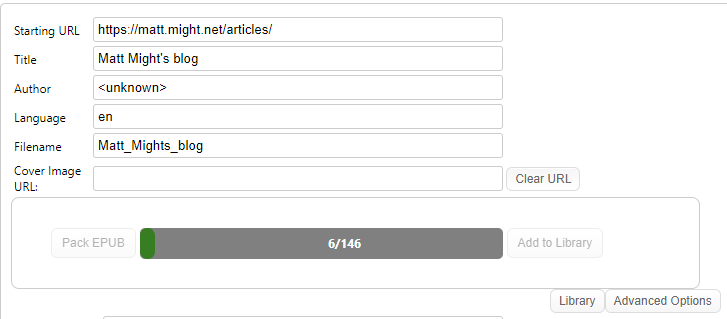 Starting URL https://matt.might.net/articles/
Title Matt Might's blog
Author <unknown>
Language en
Filename Matt_Mights_blog
Cover Image
URL: Clear URL
Pack EPUB 6/146 Add to Library
Library Advanced Options